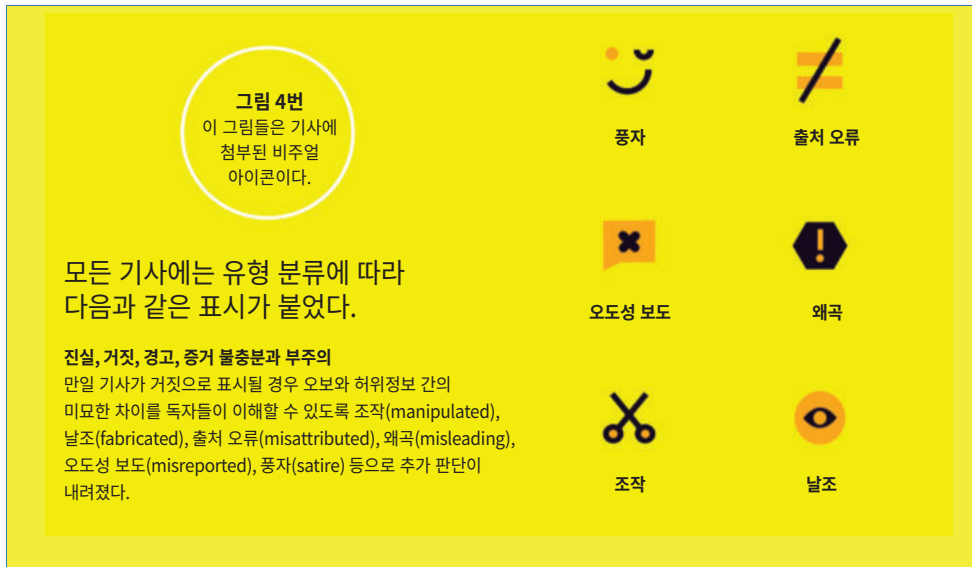 그림 4번
이 그림들은 기사에
첨부된 비주얼
아이콘이다.
모든 기사에는 유형 분류에 따라
다음과 같은 표시가 붙었다.
진실, 거짓, 경고, 증거 불충분과 부주의
만일 기사가 거짓으로 표시될 경우 오보와 허위정보 간의
미묘한 차이를 독자들이 이해할 수 있도록 조작(manipulated),
날조(fabricated), 출처 오류(misattributed), 왜곡(misleading),
오도성 보도(misreported), 풍자(satire) 등으로 추가 판단이
내려졌다.
풍자
출처 오류
오도성 보도
왜곡
조작
날조